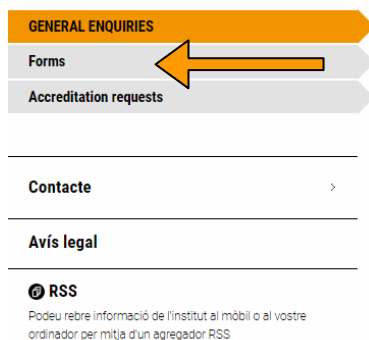 GENERAL ENQUIRIES
Forms
Accreditation requests
Contacte
Avís legal
RSS
Podeu rebre informació de l'institut al mòbil o al vostre
ordinador per mitja d'un agregador RSS